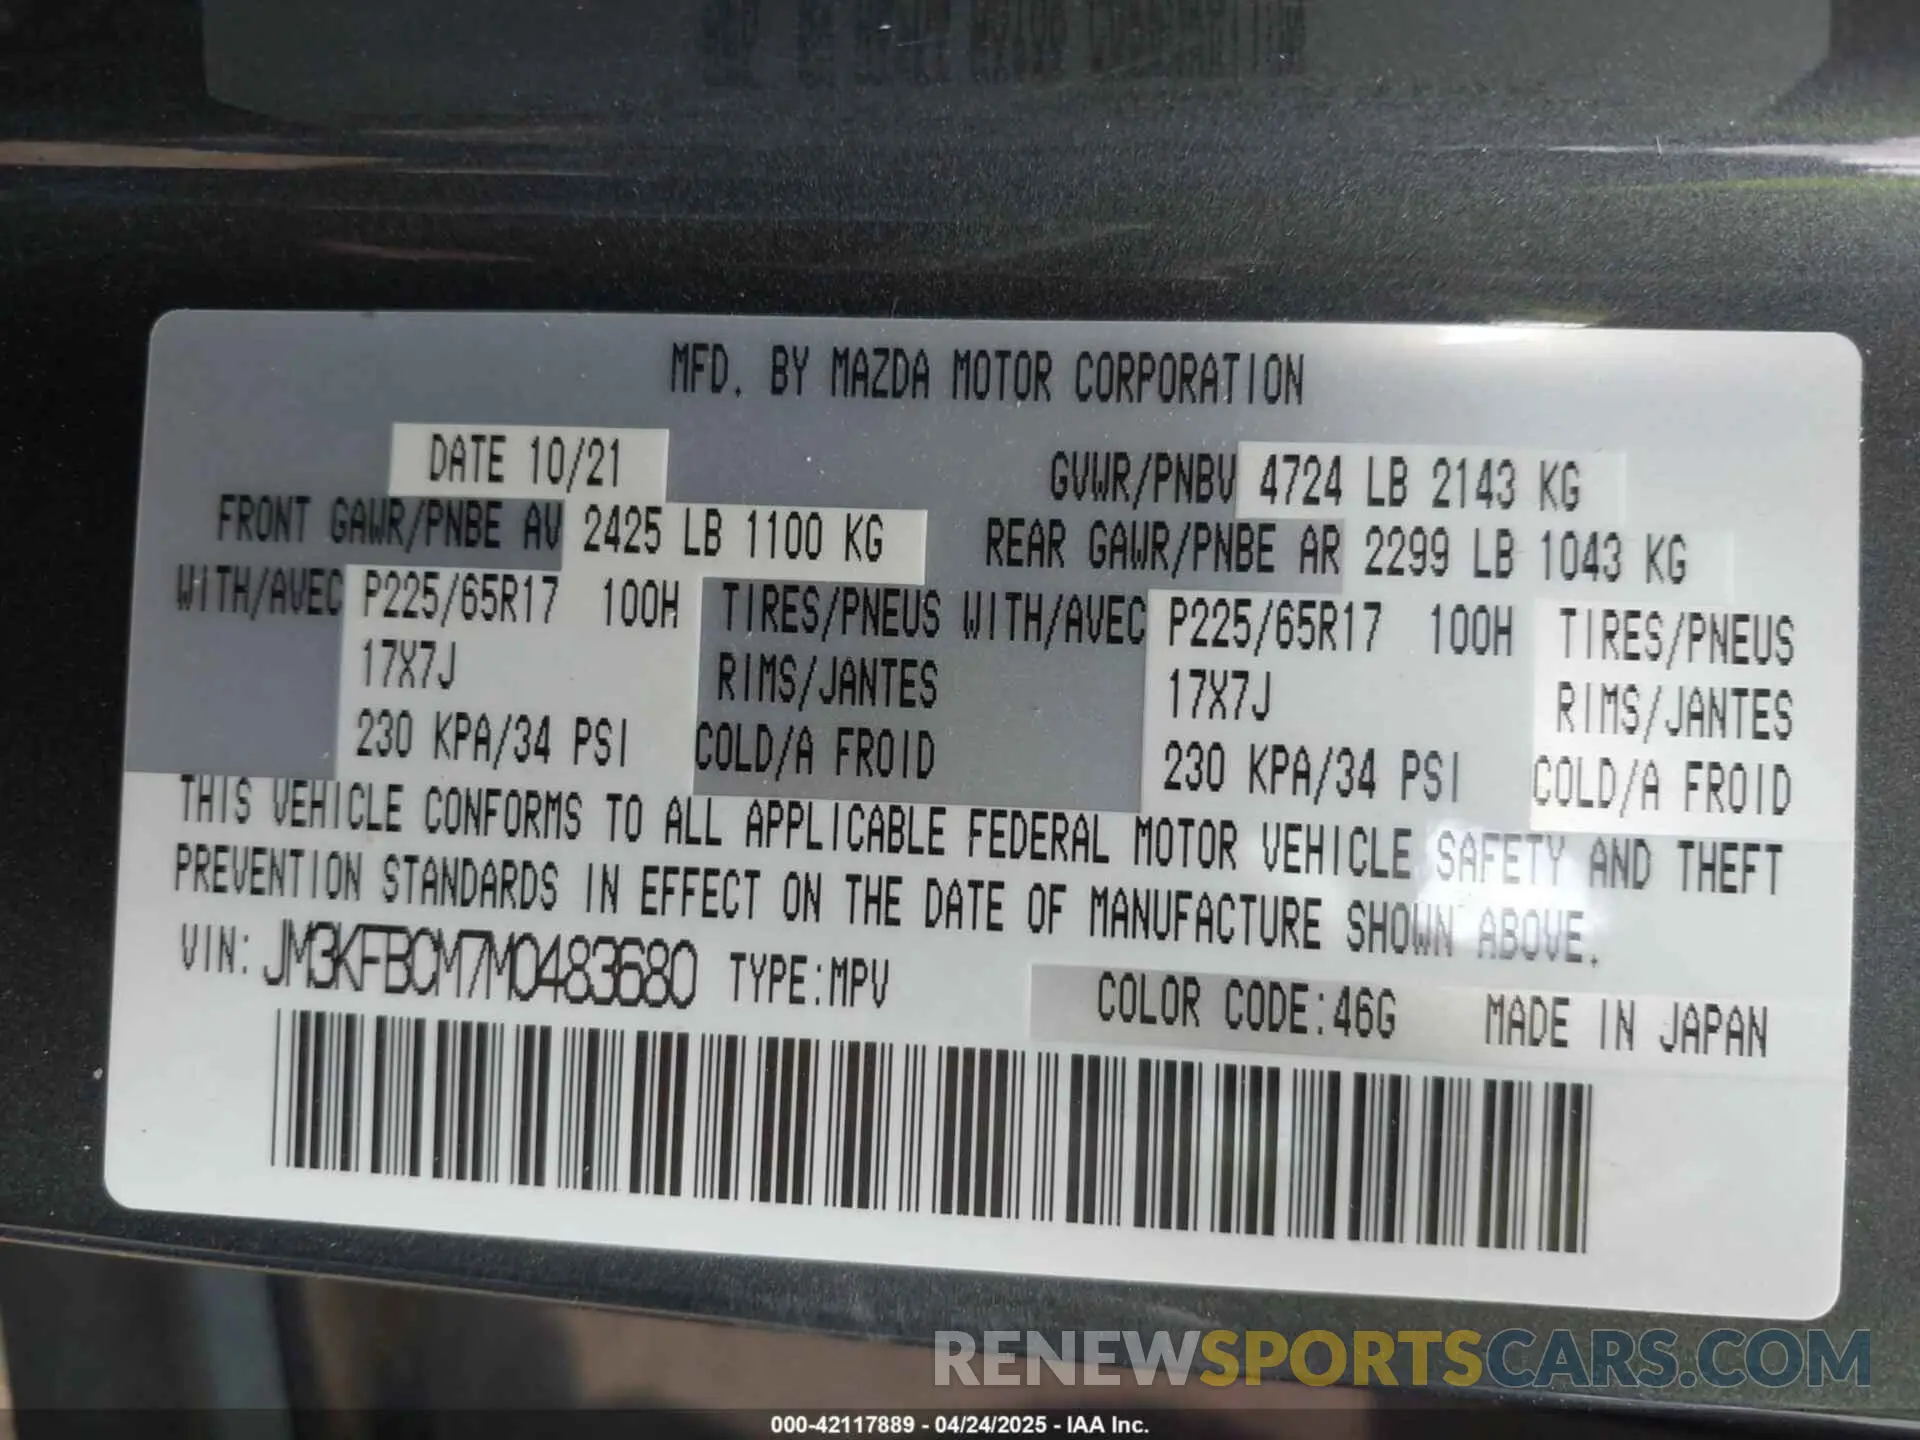 MFD. BY MAZDA MOTOR CORPORATION
DATE 10/21 GVWR/PNBV 4724 LB 2143 KG
FRONT GAWR/PNBE AV 2425 LB 1100 KG REAR GAWR/PNBE AR 2299 LB 1043 KG
WITH/AVEC P225/65R17 100H TIRES/PNEUS WITH/AVEC P225/65R17 100H TIRES/PNEUS
17X7J RIMS/JANTES 17X7J RIMS/JANTES
230 KPA/34 PSI COLD/A FROID 230 KPA/34 PSI COLD/A FROID
THIS VEHICLE CONFORMS TO ALL APPLICABLE FEDERAL MOTOR VEHICLE SAFETY AND THEFT
PREVENTION STANDARDS IN EFFECT ON THE DATE OF MANUFACTURE SHOWN ABOVE.
VIN: JM3KFBCM7M0483680 TYPE:MPV COLOR CODE:46G MADE IN JAPAN
RENEWSPORTSCARS.COM
000-42117889 - 04/24/2025 - IAA Inc.